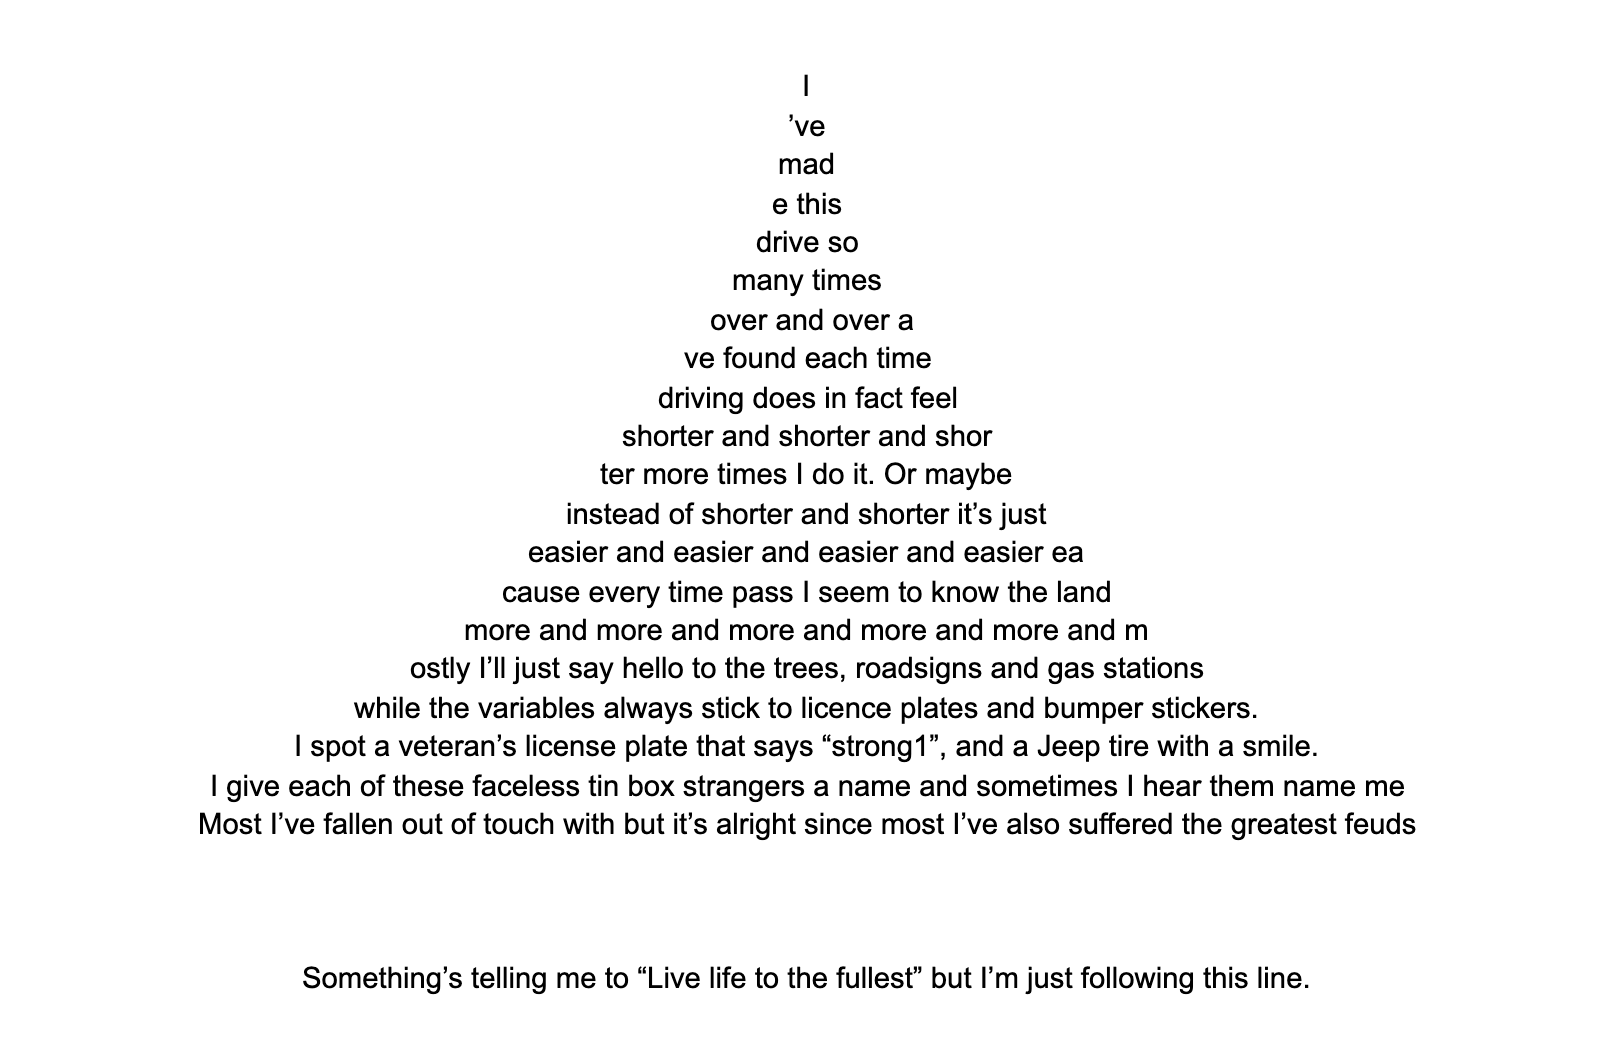 I
’ve
mad
e this
drive so
many times
over and over a
ve found each time
driving does in fact feel
shorter and shorter and shor
ter more times I do it. Or maybe
instead of shorter and shorter it’s just
easier and easier and easier and easier ea
cause every time pass I seem to know the land
more and more and more and more and more and m
ostly I’ll just say hello to the trees, roadsigns and gas stations
while the variables always stick to licence plates and bumper stickers.
I spot a veteran’s license plate that says “strong1”, and a Jeep tire with a smile.
I give each of these faceless tin box strangers a name and sometimes I hear them name me
Most I’ve fallen out of touch with but it’s alright since most I’ve also suffered the greatest feuds
Something’s telling me to “Live life to the fullest” but I’m just following this line.